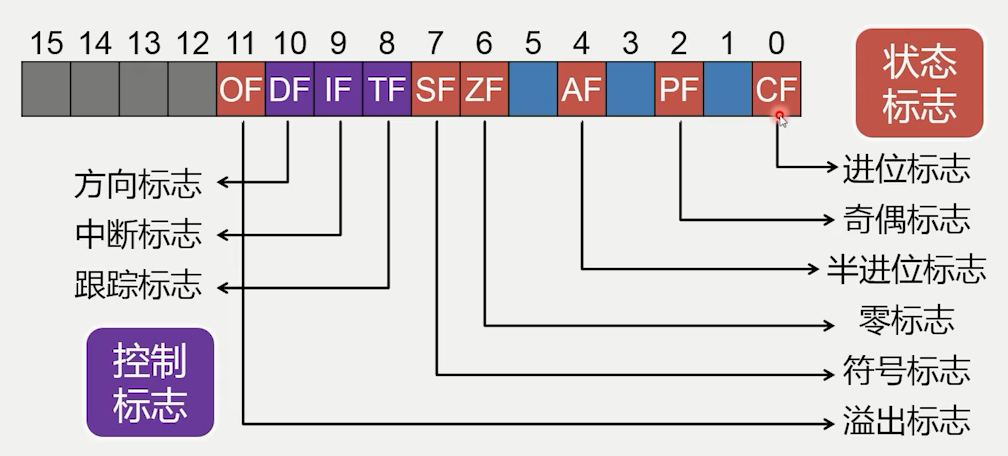 15 14 13 12 11 10 9 8 7 6 5 4 3 2 1 0
OF DF IF TF SF ZF AF PF CF
状态
标志
方向标志
中断标志
跟踪标志
控制
标志
进位标志
奇偶标志
半进位标志
零标志
符号标志
溢出标志